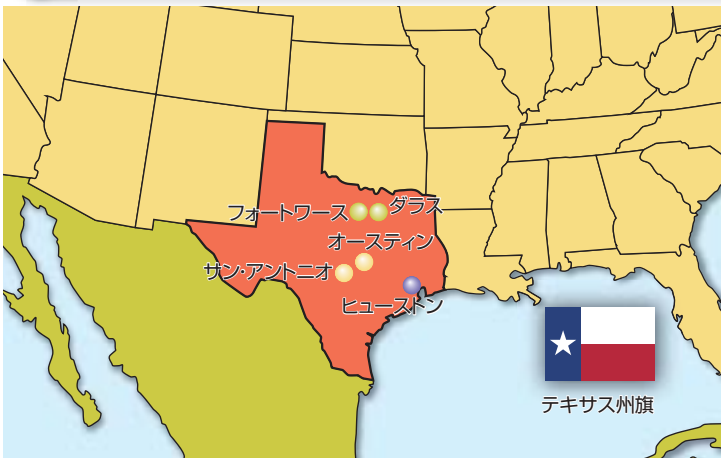 フォートワース
ダラス
オースティン
サン・アントニオ
ヒューストン
テキサス州旗